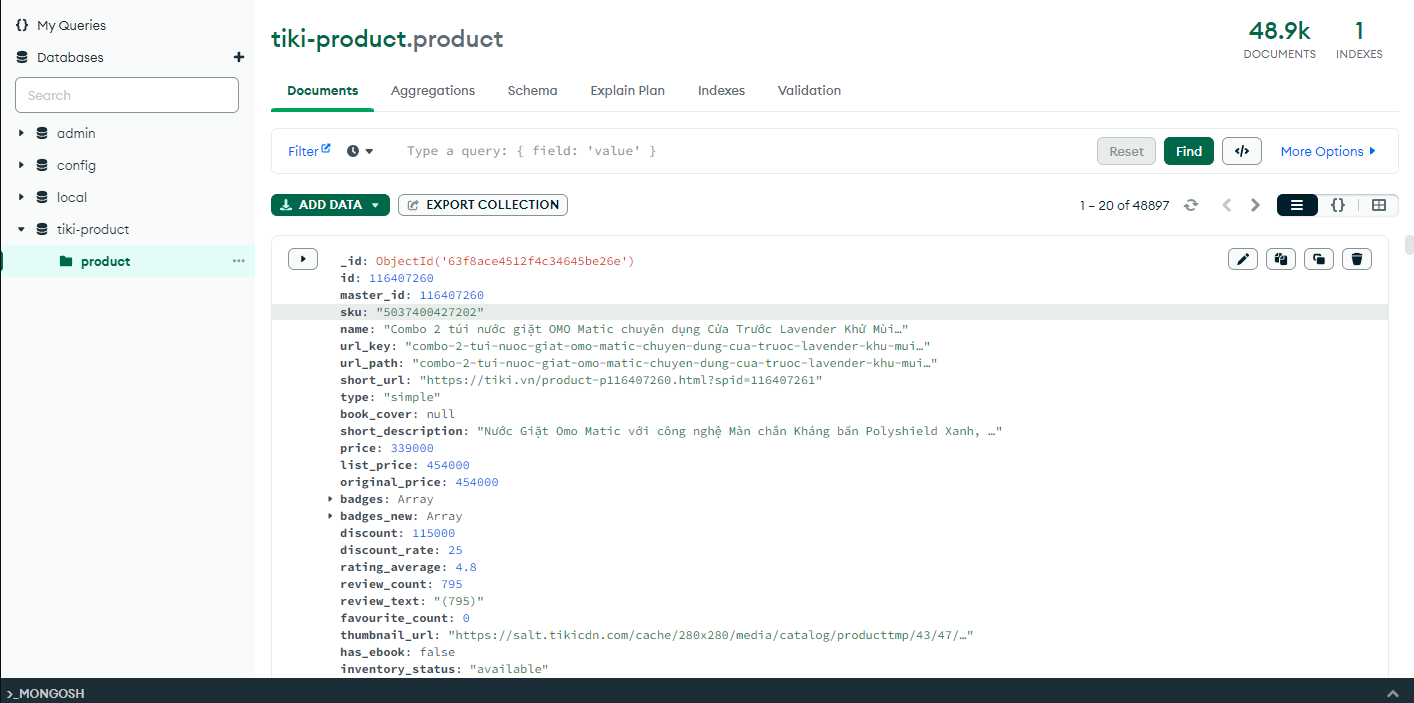 My Queries
Databases
Search
admin
config
local
tiki-product
product
tiki-product.product
48.9k
DOCUMENTS
1
INDEXES
Documents Aggregations Schema Explain Plan Indexes Validation
Filter Type a query: { field: 'value' } Reset Find </> More Options
ADD DATA EXPORT COLLECTION 1 – 20 of 48897 {}
_id: ObjectId('63f8ace4512f4c34645be26e')
id: 116407260
master_id: 116407260
sku: "5037400427202"
name: "Combo 2 túi nước giặt OMO Matic chuyên dụng Cửa Trước Lavender Khử Mùi…"
url_key: "combo-2-tui-nuoc-giat-omo-matic-chuyen-dung-cua-truoc-lavender-khu-mui…"
url_path: "combo-2-tui-nuoc-giat-omo-matic-chuyen-dung-cua-truoc-lavender-khu-mui…"
short_url: "https://tiki.vn/product-p116407260.html?spid=116407261"
type: "simple"
book_cover: null
short_description: "Nước Giặt Omo Matic với công nghệ Màn chắn Kháng bẩn Polyshield Xanh, …"
price: 339000
list_price: 454000
original_price: 454000
badges: Array
badges_new: Array
discount: 115000
discount_rate: 25
rating_average: 4.8
review_count: 795
review_text: "(795)"
favourite_count: 0
thumbnail_url: "https://salt.tikicdn.com/cache/280x280/media/catalog/producttmp/43/47/…"
has_ebook: false
inventory_status: "available"
>_MONGOSH